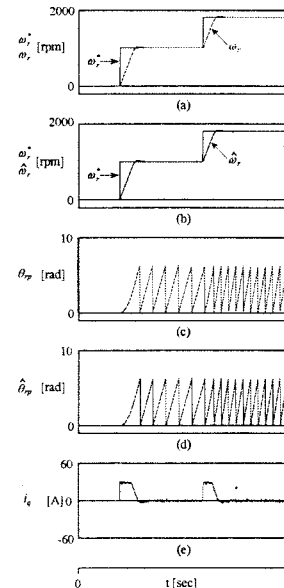 2000
ω*r
ωr [rpm]
ω*r
ωr
0
(a)
2000
ω*r
ω̂r [rpm]
ω*r
ω̂r
0
(b)
10
θrp [rad]
0
(c)
10
θ̂rp [rad]
0
(d)
60
iq [A] 0
-60
(e)
0 t [sec]